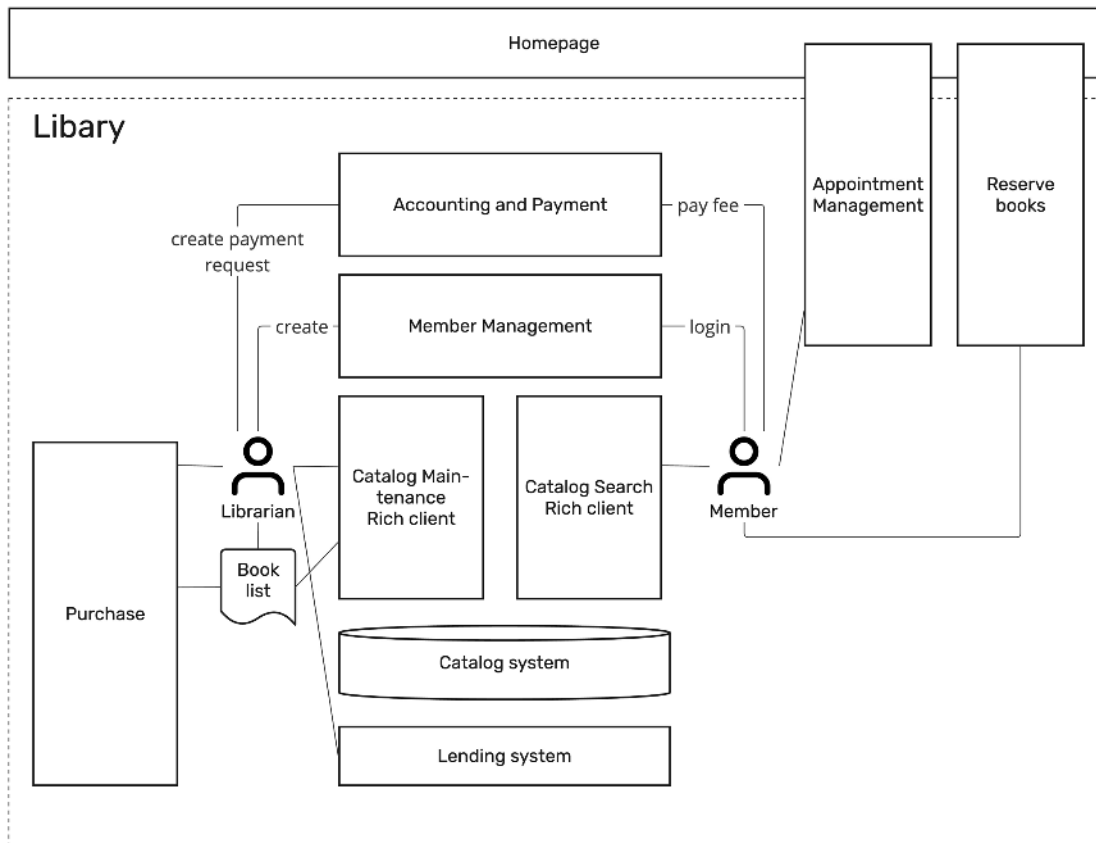 Homepage
Libary
Accounting and Payment
pay fee
Appointment
Management
Reserve
books
create payment
request
create
Member Management
login
Catalog Main-
tenance
Rich client
Catalog Search
Rich client
Librarian
Member
Book
list
Purchase
Catalog system
Lending system